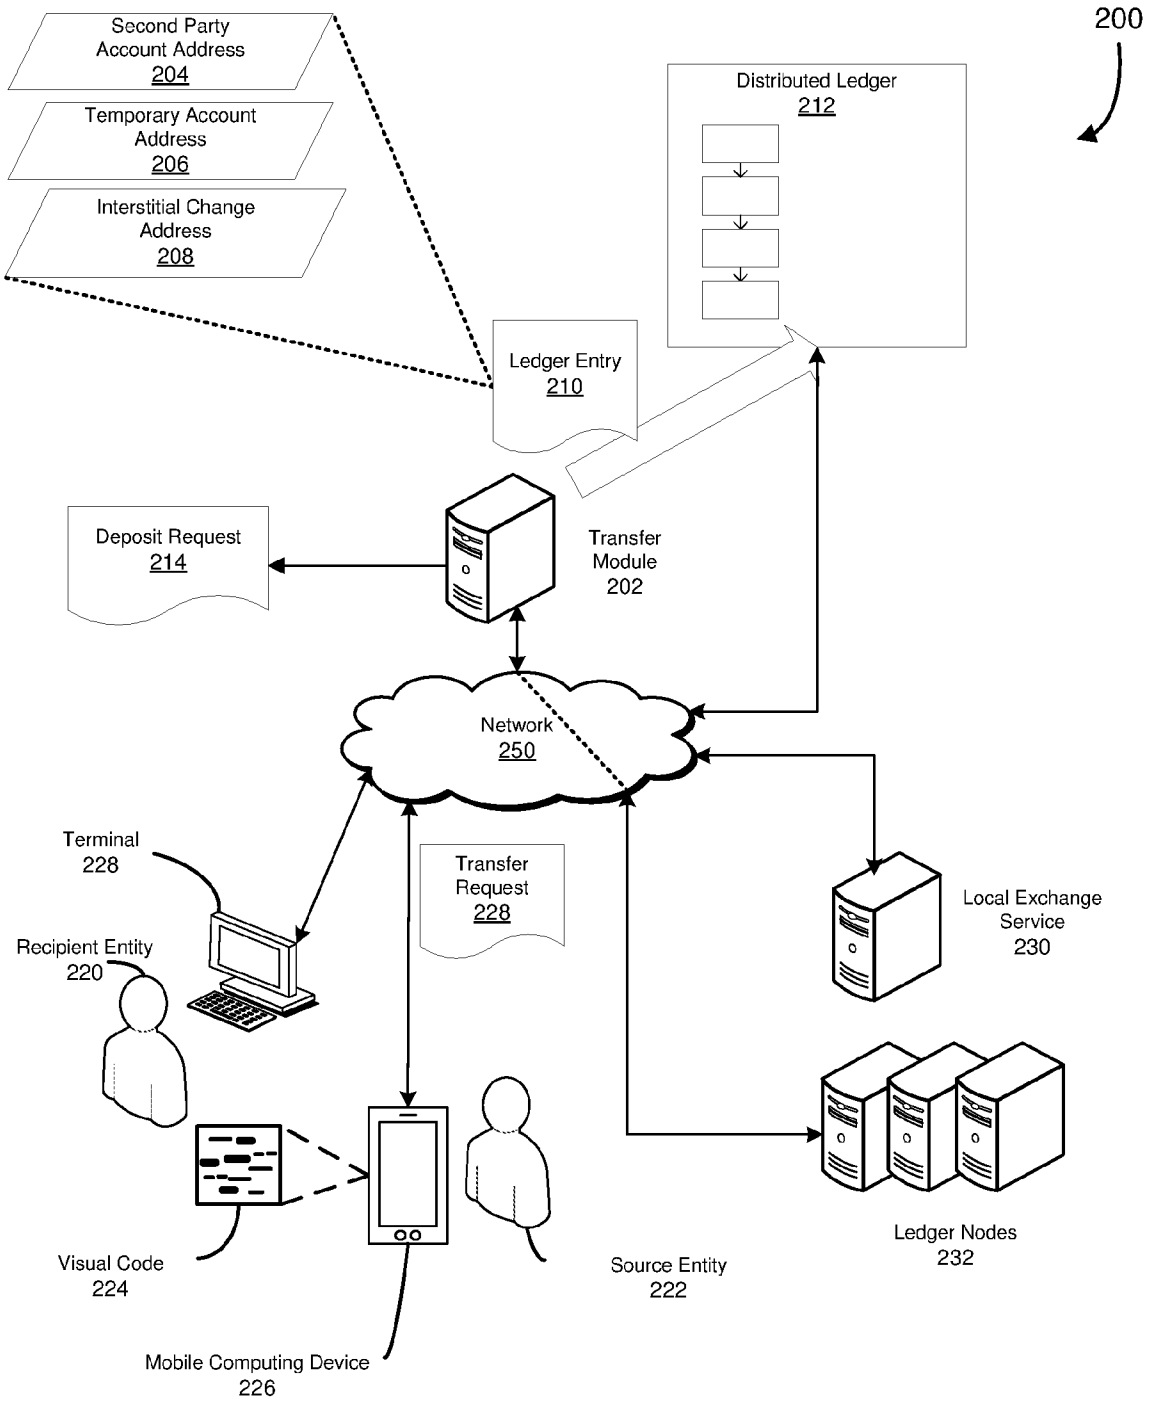 200
Second Party
Account Address
204
Temporary Account
Address
206
Interstitial Change
Address
208
Distributed Ledger
212
Ledger Entry
210
Deposit Request
214
Transfer
Module
202
Network
250
Terminal
228
Transfer
Request
228
Local Exchange
Service
230
Recipient Entity
220
Ledger Nodes
232
Visual Code
224
Source Entity
222
Mobile Computing Device
226